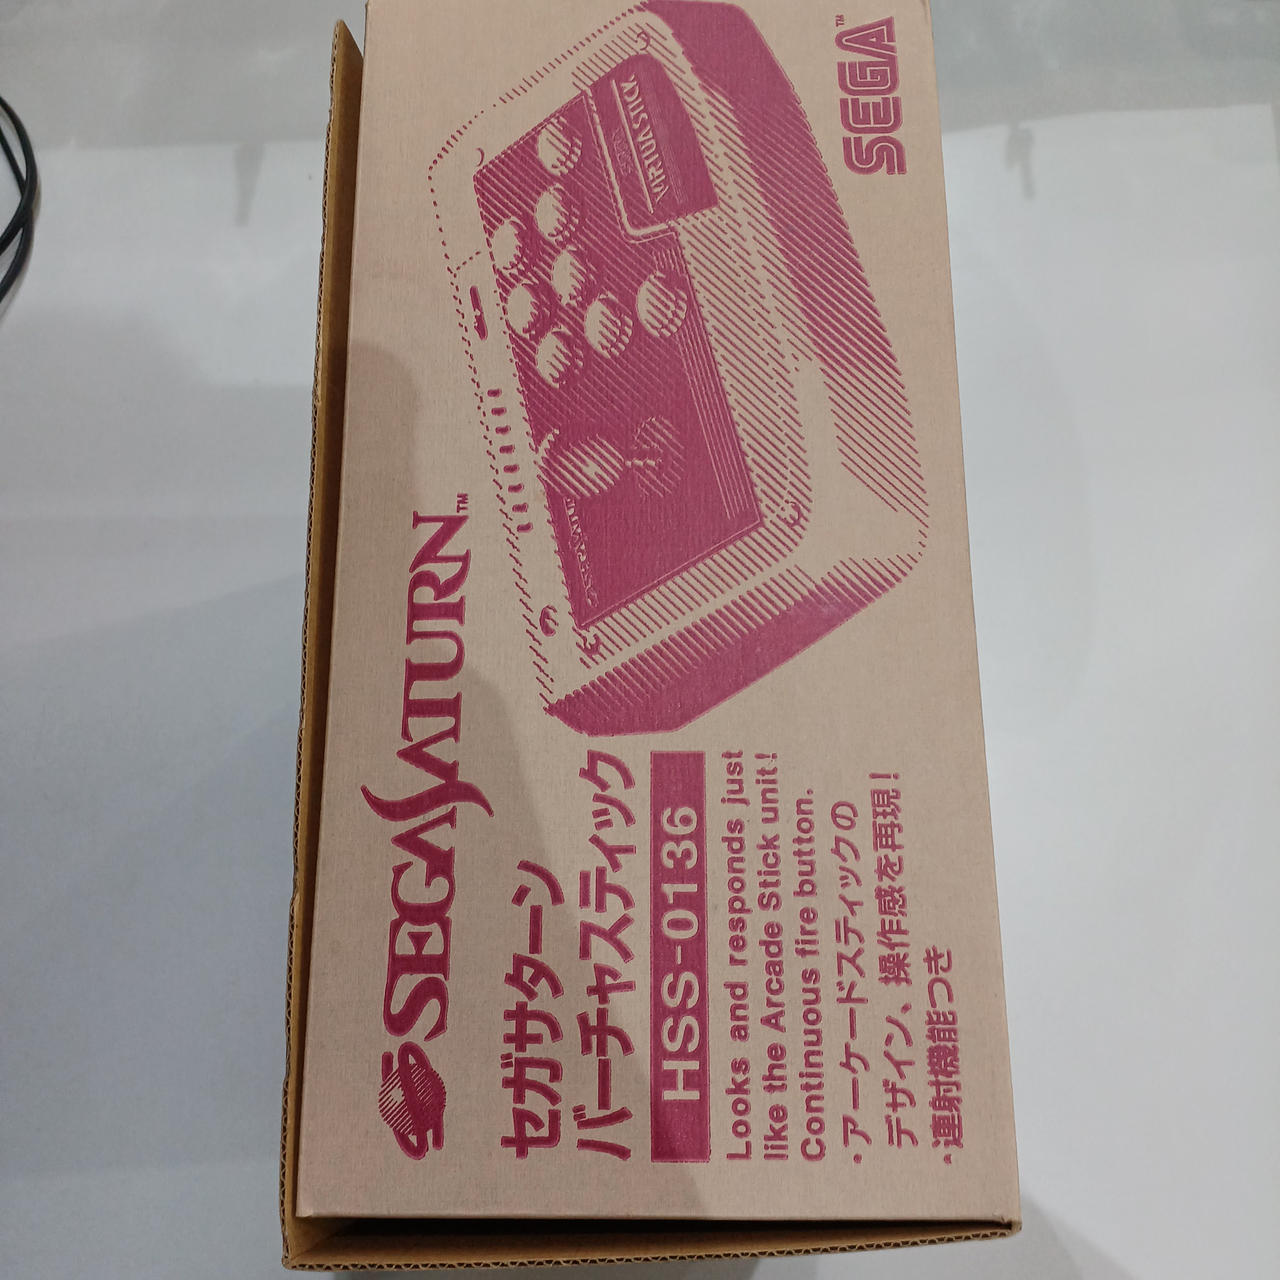 SEGA SATURN™
セガサターン
バーチャスティック
HSS-0136
Looks and responds just
like the Arcade Stick unit!
Continuous fire button.
・アーケードスティックの
デザイン、操作感を再現!
・連射機能つき
VIRTUA STICK
SEGA™